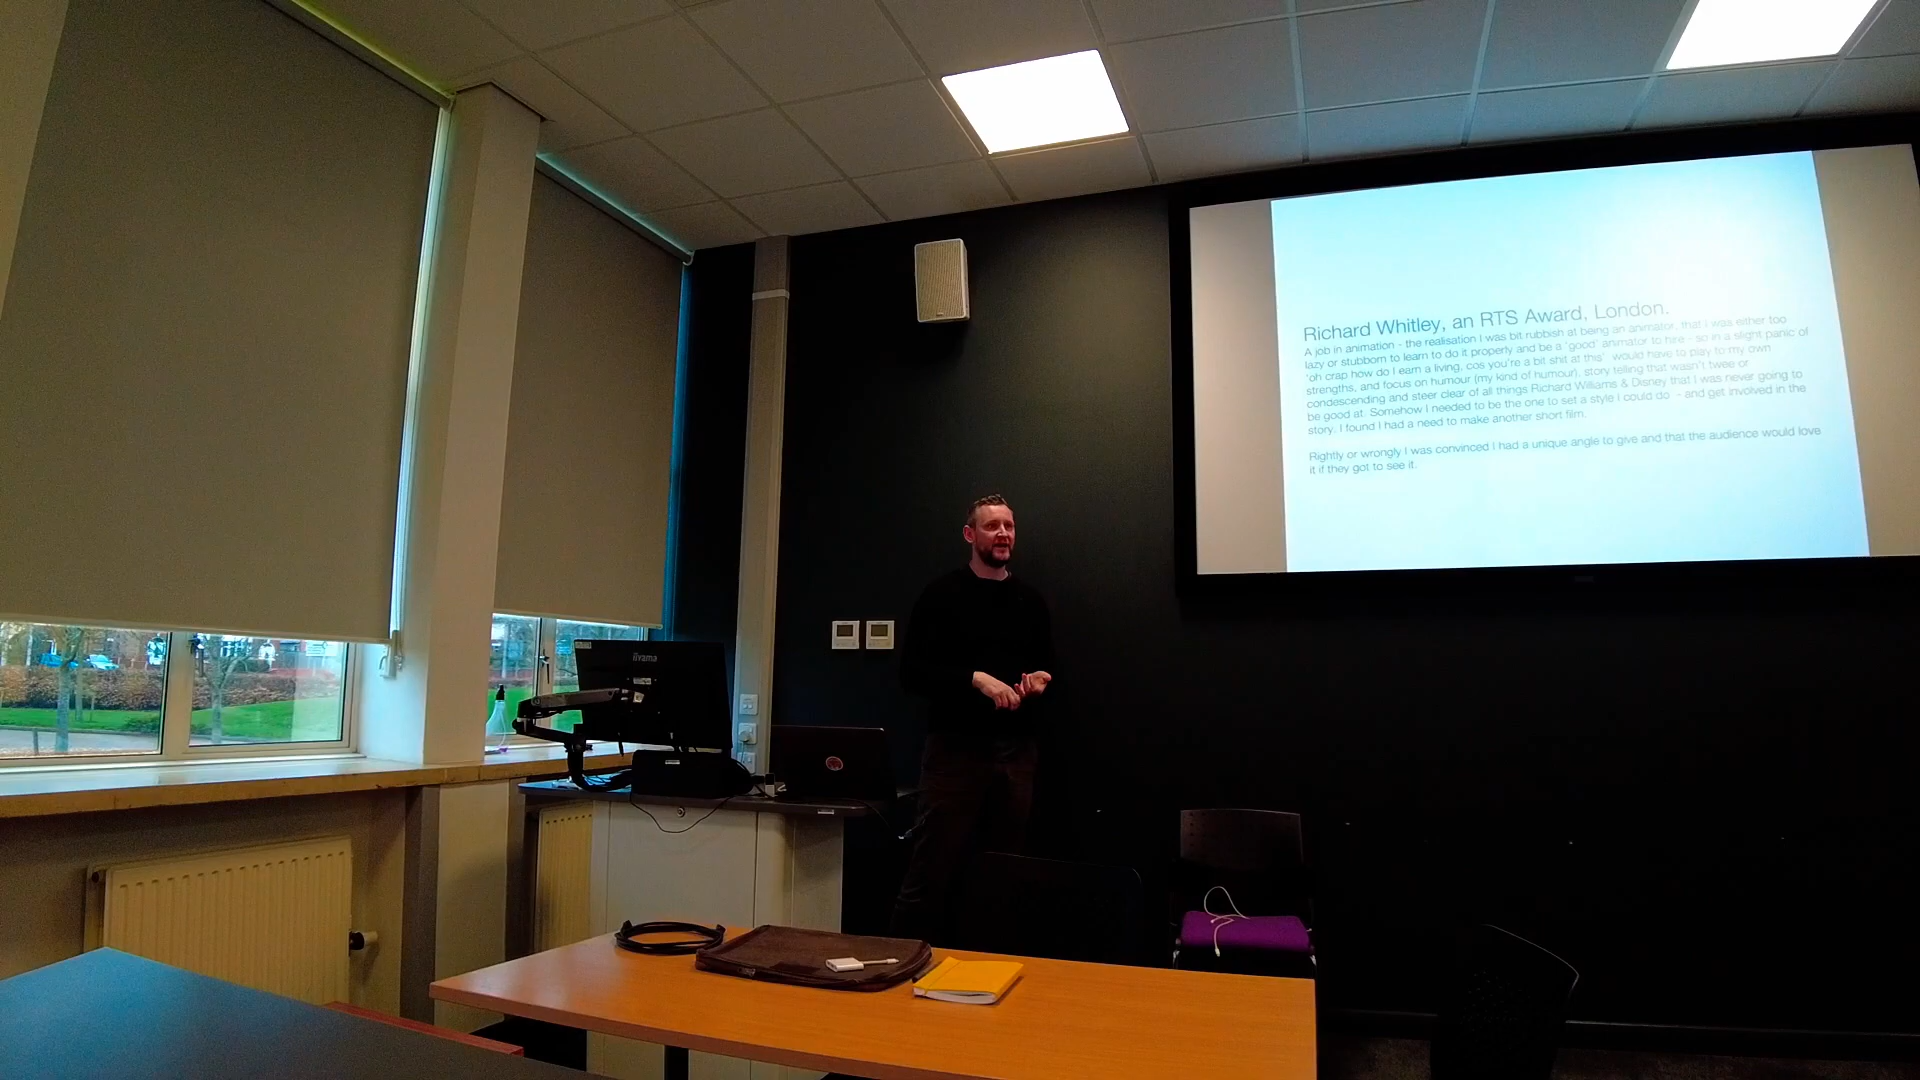 Richard Whitley, an RTS Award, London.
A job in animation - the realisation I was bit rubbish at being an animator, that I was either too
lazy or stubborn to learn to do it properly and be a 'good' animator to hire - so in a slight panic of
'oh crap how do I earn a living, cos you're a bit shit at this' would have to play to my own
strengths, and focus on humour (my kind of humour), story telling that wasn't twee or
condescending and steer clear of all things Richard Williams & Disney that I was never going to
be good at. Somehow I needed to be the one to set a style I could do - and get involved in the
story. I found I had a need to make another short film.
Rightly or wrongly I was convinced I had a unique angle to give and that the audience would love
it if they got to see it.
iiyama